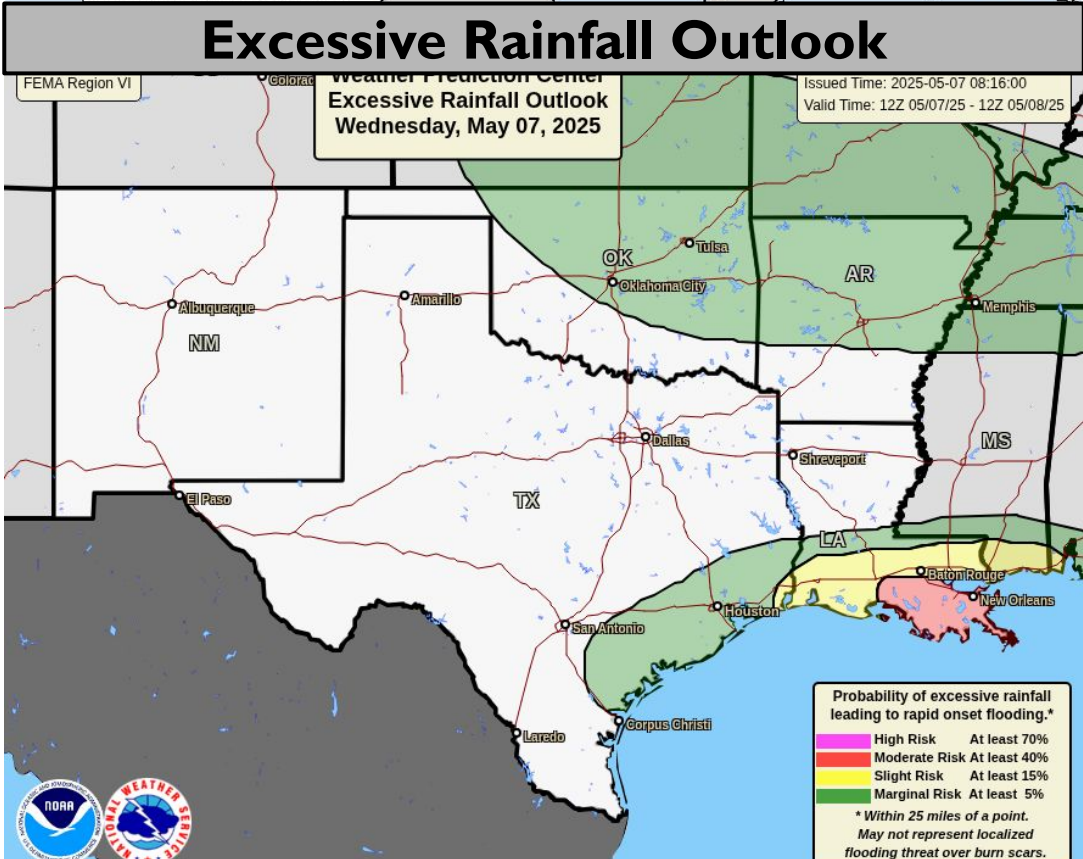 Excessive Rainfall Outlook
FEMA Region VI
Colorad
Weather Prediction Center
Excessive Rainfall Outlook
Wednesday, May 07, 2025
Issued Time: 2025-05-07 08:16:00
Valid Time: 12Z 05/07/25 - 12Z 05/08/25
OK
Tulsa
Oklahoma City
AR
Albuquerque
Amarillo
Memphis
NM
Dallas
MS
Shreveport
El Paso
TX
LA
Baton Rouge
New Orleans
Houston
San Antonio
Corpus Christi
Laredo
Probability of excessive rainfall
leading to rapid onset flooding.*
High Risk At least 70%
Moderate Risk At least 40%
Slight Risk At least 15%
Marginal Risk At least 5%
* Within 25 miles of a point.
May not represent localized
flooding threat over burn scars.
NOAA
NATIONAL WEATHER SERVICE